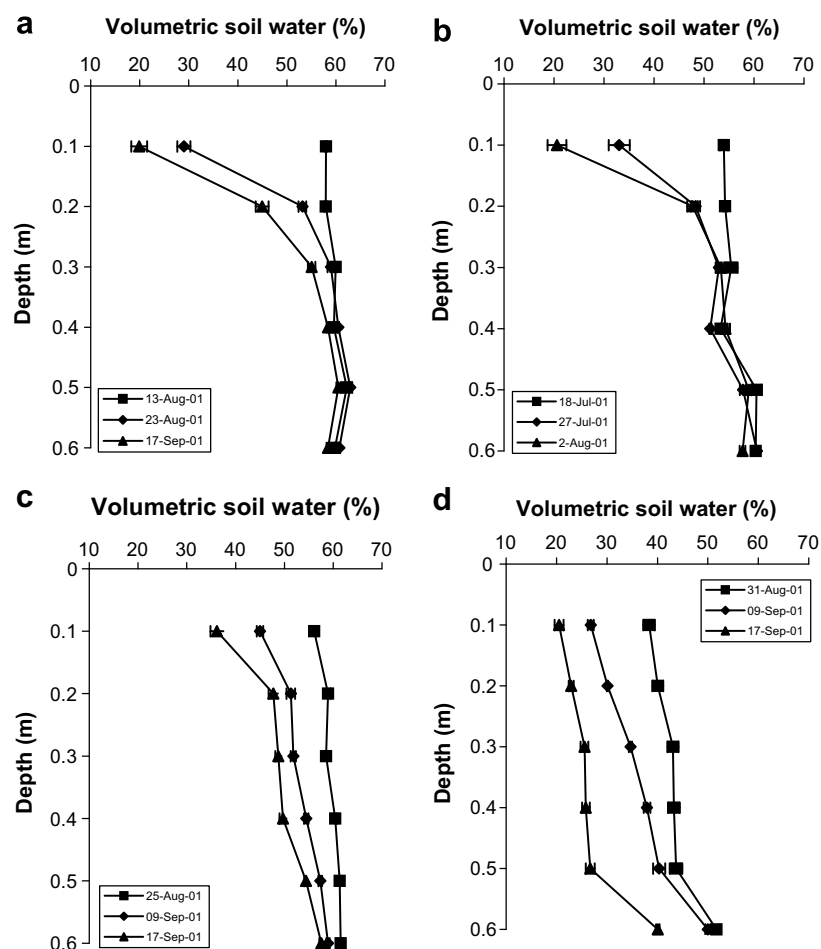 a
Volumetric soil water (%)
10 20 30 40 50 60 70
0
0.1
0.2
0.3
0.4
0.5
0.6
Depth (m)
13-Aug-01
23-Aug-01
17-Sep-01
b
Volumetric soil water (%)
10 20 30 40 50 60 70
0
0.1
0.2
0.3
0.4
0.5
0.6
Depth (m)
18-Jul-01
27-Jul-01
2-Aug-01
c
Volumetric soil water (%)
10 20 30 40 50 60 70
0
0.1
0.2
0.3
0.4
0.5
0.6
Depth (m)
25-Aug-01
09-Sep-01
17-Sep-01
d
Volumetric soil water (%)
10 20 30 40 50 60 70
0
0.1
0.2
0.3
0.4
0.5
0.6
Depth (m)
31-Aug-01
09-Sep-01
17-Sep-01